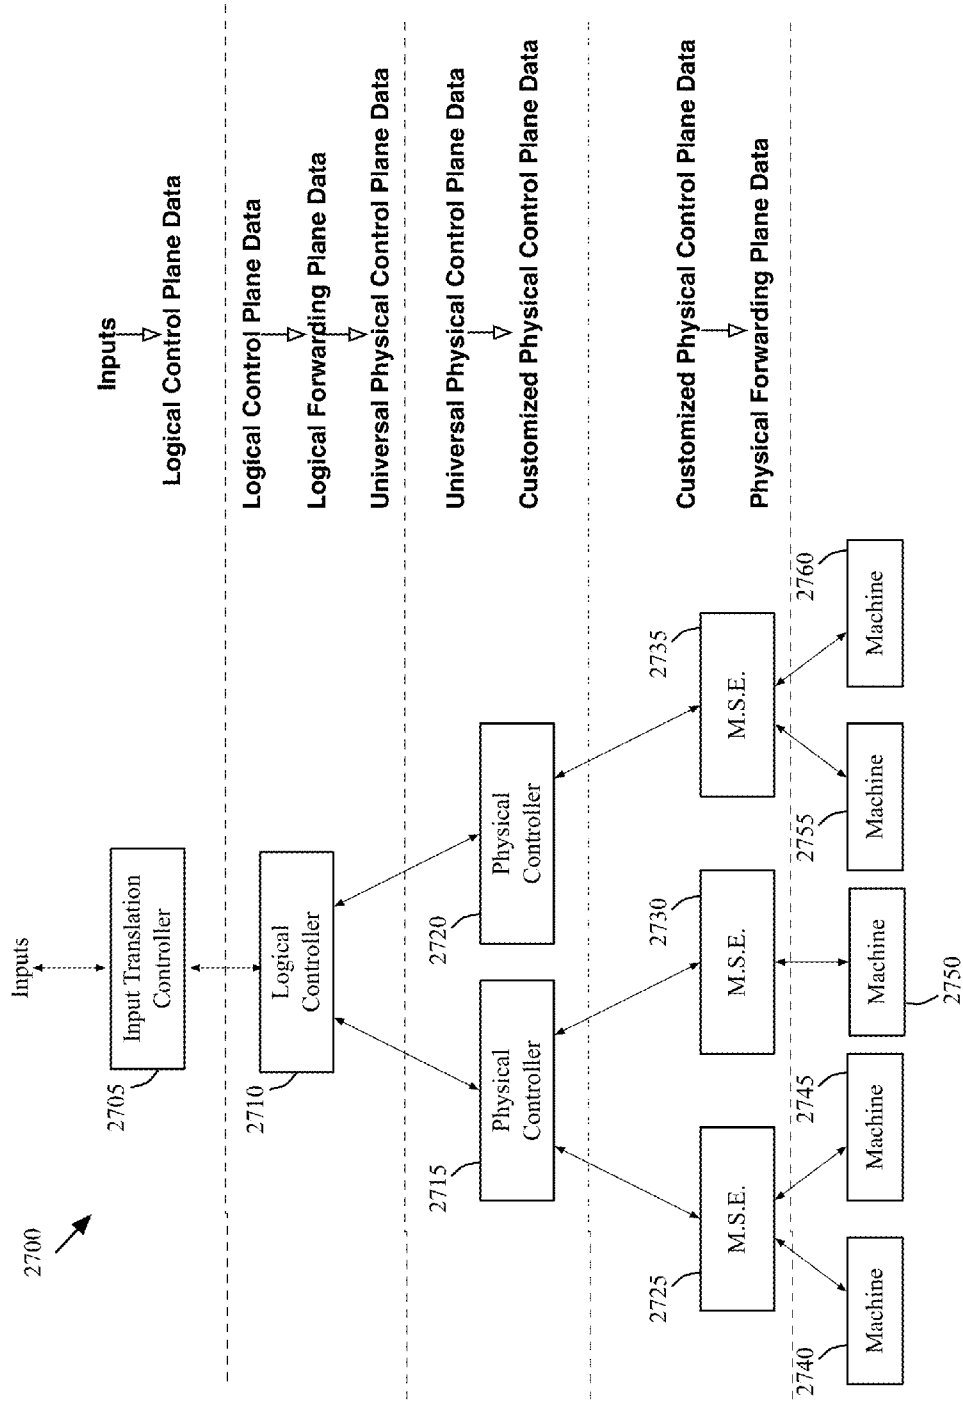 2700
Inputs
Input Translation
Controller
2705
Logical
Controller
2710
Physical
Controller
2715
Physical
Controller
2720
M.S.E.
2725
M.S.E.
2730
M.S.E.
2735
Machine
2740
Machine
2745
Machine
2750
Machine
2755
Machine
2760
Inputs
Logical Control Plane Data
Logical Control Plane Data
Logical Forwarding Plane Data
Universal Physical Control Plane Data
Universal Physical Control Plane Data
Customized Physical Control Plane Data
Customized Physical Control Plane Data
Physical Forwarding Plane Data